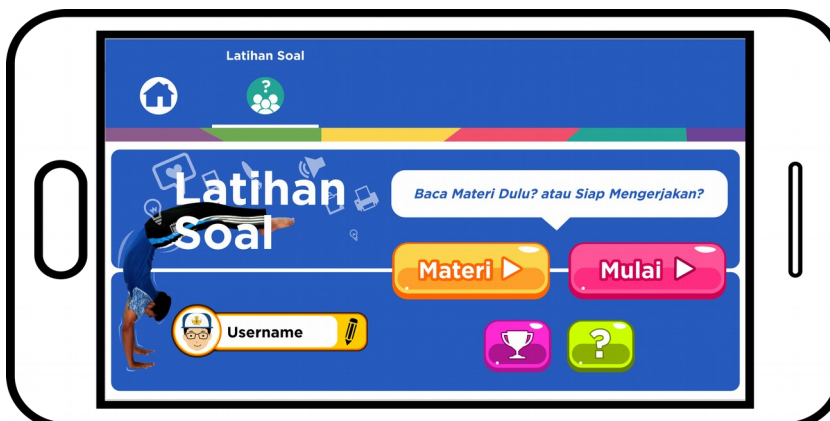 Latihan Soal
Latihan
Soal
Baca Materi Dulu? atau Siap Mengerjakan?
Materi
Mulai
Username
?